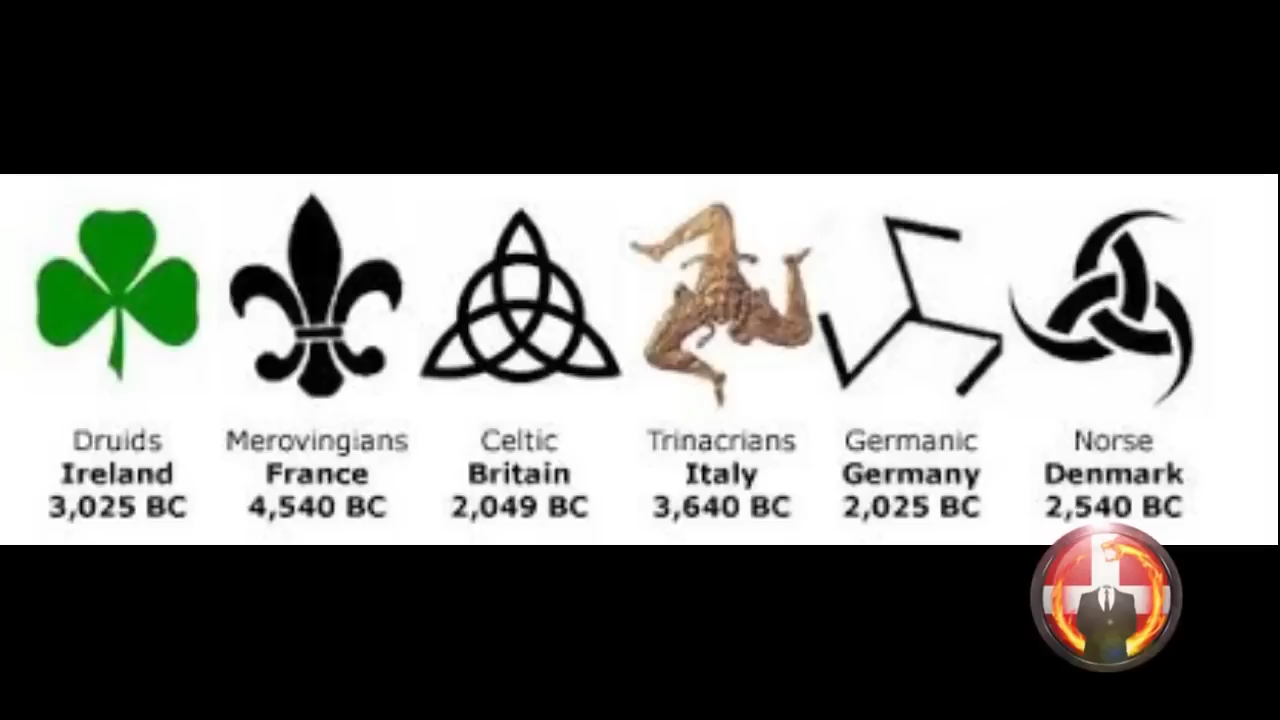 Druids
Ireland
3,025 BC
Merovingians
France
4,540 BC
Celtic
Britain
2,049 BC
Trinacrians
Italy
3,640 BC
Germanic
Germany
2,025 BC
Norse
Denmark
2,540 BC